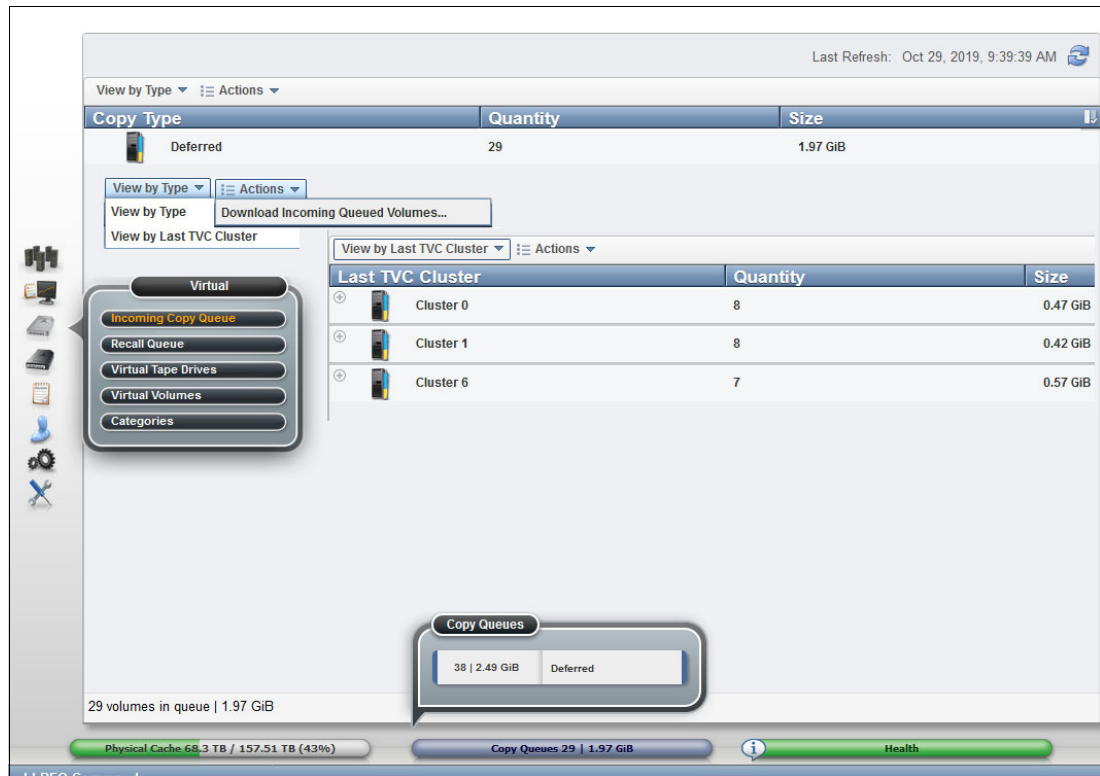 Last Refresh: Oct 29, 2019, 9:39:39 AM
View by Type Actions
Copy Type Quantity Size
Deferred 29 1.97 GiB
View by Type Actions
View by Type Download Incoming Queued Volumes...
View by Last TVC Cluster
View by Last TVC Cluster Actions
Last TVC Cluster Quantity Size
Cluster 0 8 0.47 GiB
Cluster 1 8 0.42 GiB
Cluster 6 7 0.57 GiB
Virtual
Incoming Copy Queue
Recall Queue
Virtual Tape Drives
Virtual Volumes
Categories
Copy Queues
38 | 2.49 GiB Deferred
29 volumes in queue | 1.97 GiB
Physical Cache 68.3 TB / 157.51 TB (43%) Copy Queues 29 | 1.97 GiB Health